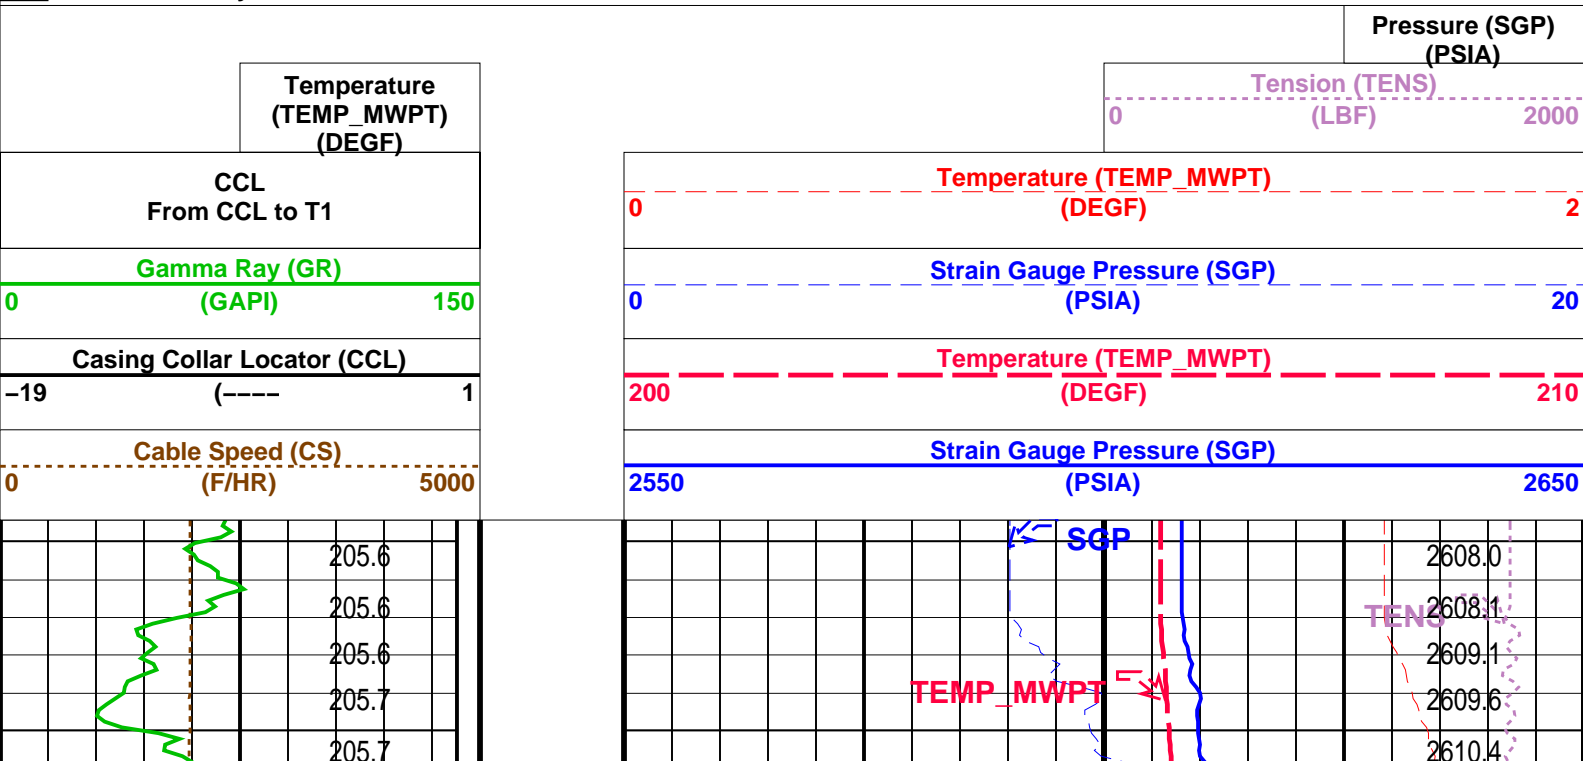 Pressure (SGP)
(PSIA)
Temperature
(TEMP_MWPT)
(DEGF)
Tension (TENS)
0 (LBF) 2000
CCL
From CCL to T1
Temperature (TEMP_MWPT)
0 (DEGF) 2
Gamma Ray (GR)
0 (GAPI) 150
Strain Gauge Pressure (SGP)
0 (PSIA) 20
Casing Collar Locator (CCL)
−19 (−−−− 1
Temperature (TEMP_MWPT)
200 (DEGF) 210
Cable Speed (CS)
0 (F/HR) 5000
Strain Gauge Pressure (SGP)
2550 (PSIA) 2650
SGP
205.6 2608.0
205.6 2608.1
TENS
205.6 2609.1
TEMP_MWPT
205.7 2609.6
205.7 2610.4